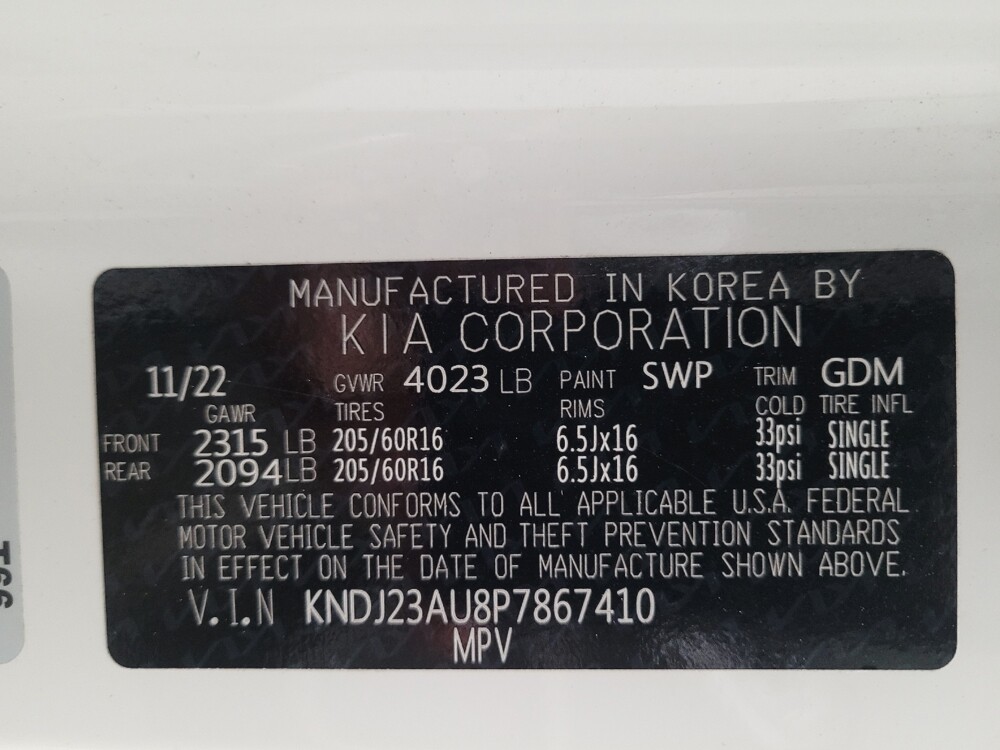 MANUFACTURED IN KOREA BY
KIA CORPORATION
11/22 GVWR 4023 LB PAINT SWP TRIM GDM
GAWR TIRES RIMS COLD TIRE INFL
FRONT 2315 LB 205/60R16 6.5Jx16 33psi SINGLE
REAR 2094 LB 205/60R16 6.5Jx16 33psi SINGLE
THIS VEHICLE CONFORMS TO ALL APPLICABLE U.S.A. FEDERAL
MOTOR VEHICLE SAFETY AND THEFT PREVENTION STANDARDS
IN EFFECT ON THE DATE OF MANUFACTURE SHOWN ABOVE.
V.I.N KNDJ23AU8P7867410
MPV